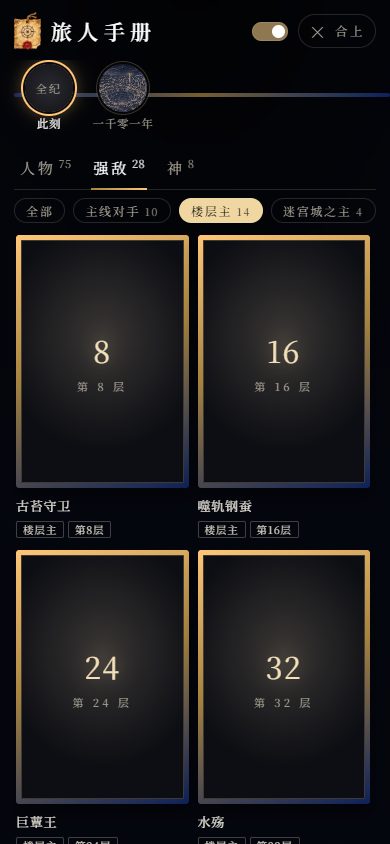 旅人手册
合上
全纪
此刻
一千零一年
人物 75
强敌 28
神 8
全部
主线对手 10
楼层主 14
迷宫城之主 4
8
第 8 层
16
第 16 层
古苔守卫
楼层主 第8层
噬轨钢蚕
楼层主 第16层
24
第 24 层
32
第 32 层
巨蕈王
水殇